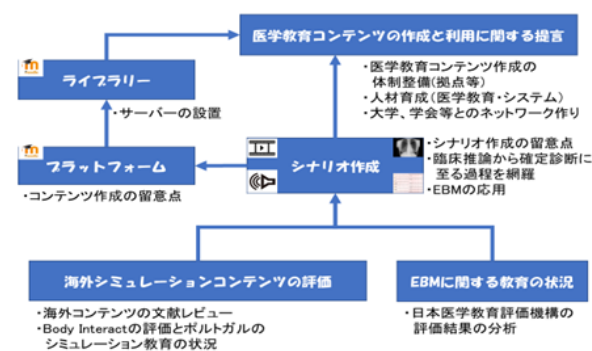 医学教育コンテンツの作成と利用に関する提言
・医学教育コンテンツ作成の
体制整備(拠点等)
・人材育成(医学教育・システム)
・大学、学会等とのネットワーク作り
ライブラリー
・サーバーの設置
プラットフォーム
・コンテンツ作成の留意点
シナリオ作成
・シナリオ作成の留意点
・臨床推論から確定診断に
至る過程を網羅
・EBMの応用
海外シミュレーションコンテンツの評価
・海外コンテンツの文献レビュー
・Body Interactの評価とポルトガルの
シミュレーション教育の状況
EBMに関する教育の状況
・日本医学教育評価機構の
評価結果の分析